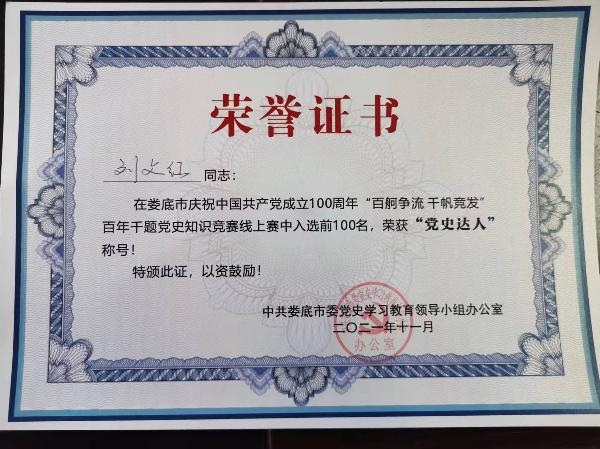 荣誉证书
刘文红 同志：
在娄底市庆祝中国共产党成立100周年“百舸争流 千帆竞发”
百年千题党史知识竞赛线上赛中入选前100名，荣获“党史达人”
称号！
特颁此证，以资鼓励！
中共娄底市委党史学习教育领导小组办公室
二〇二一年十一月
办公室